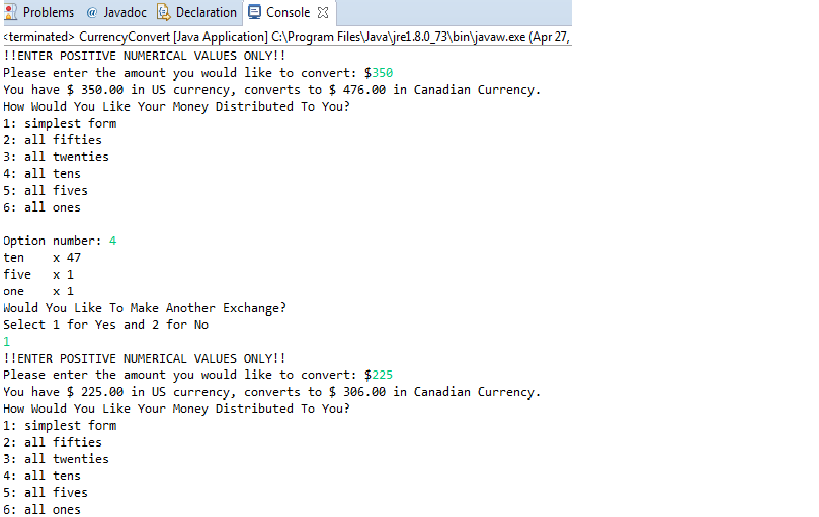 Problems @ Javadoc Declaration Console
<terminated> CurrencyConvert [Java Application] C:\Program Files\Java\jre1.8.0_73\bin\javaw.exe (Apr 27,
!!ENTER POSITIVE NUMERICAL VALUES ONLY!!
Please enter the amount you would like to convert: $350
You have $ 350.00 in US currency, converts to $ 476.00 in Canadian Currency.
How Would You Like Your Money Distributed To You?
1: simplest form
2: all fifties
3: all twenties
4: all tens
5: all fives
6: all ones
Option number: 4
ten x 47
five x 1
one x 1
Would You Like To Make Another Exchange?
Select 1 for Yes and 2 for No
1
!!ENTER POSITIVE NUMERICAL VALUES ONLY!!
Please enter the amount you would like to convert: $225
You have $ 225.00 in US currency, converts to $ 306.00 in Canadian Currency.
How Would You Like Your Money Distributed To You?
1: simplest form
2: all fifties
3: all twenties
4: all tens
5: all fives
6: all ones